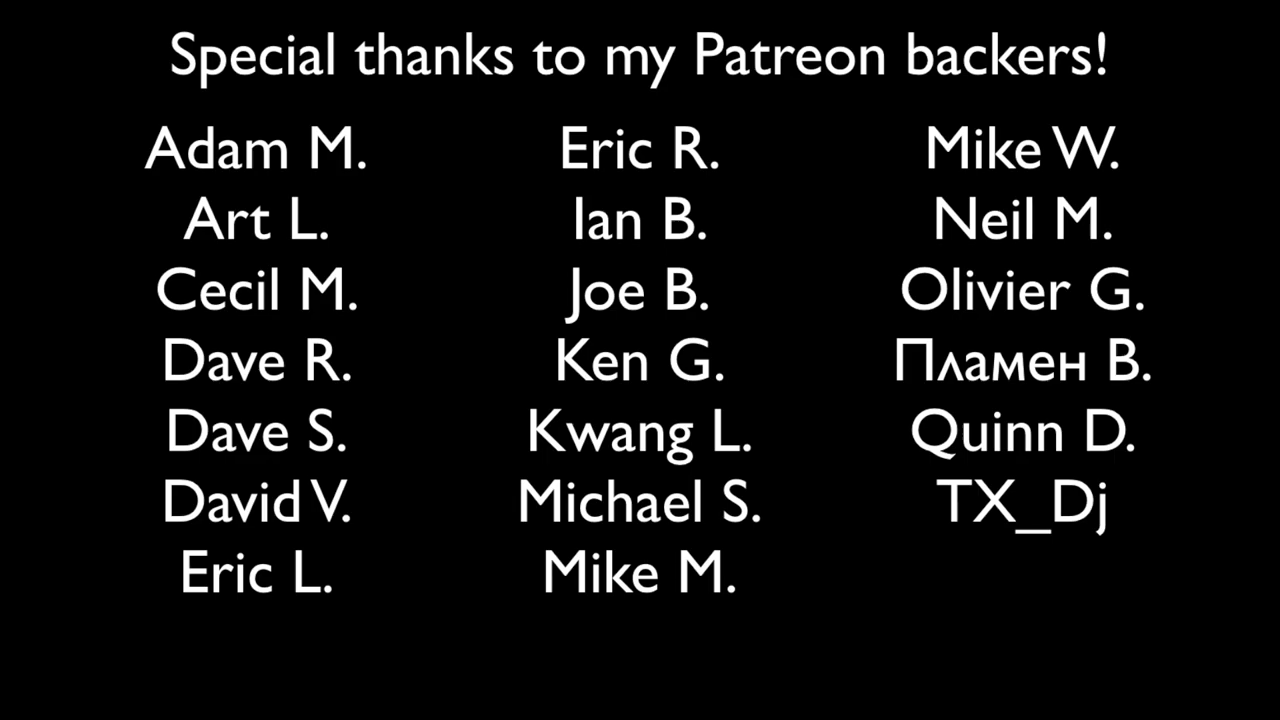 Special thanks to my Patreon backers!
Adam M.
Art L.
Cecil M.
Dave R.
Dave S.
David V.
Eric L.
Eric R.
Ian B.
Joe B.
Ken G.
Kwang L.
Michael S.
Mike M.
Mike W.
Neil M.
Olivier G.
Пламен В.
Quinn D.
TX_Dj